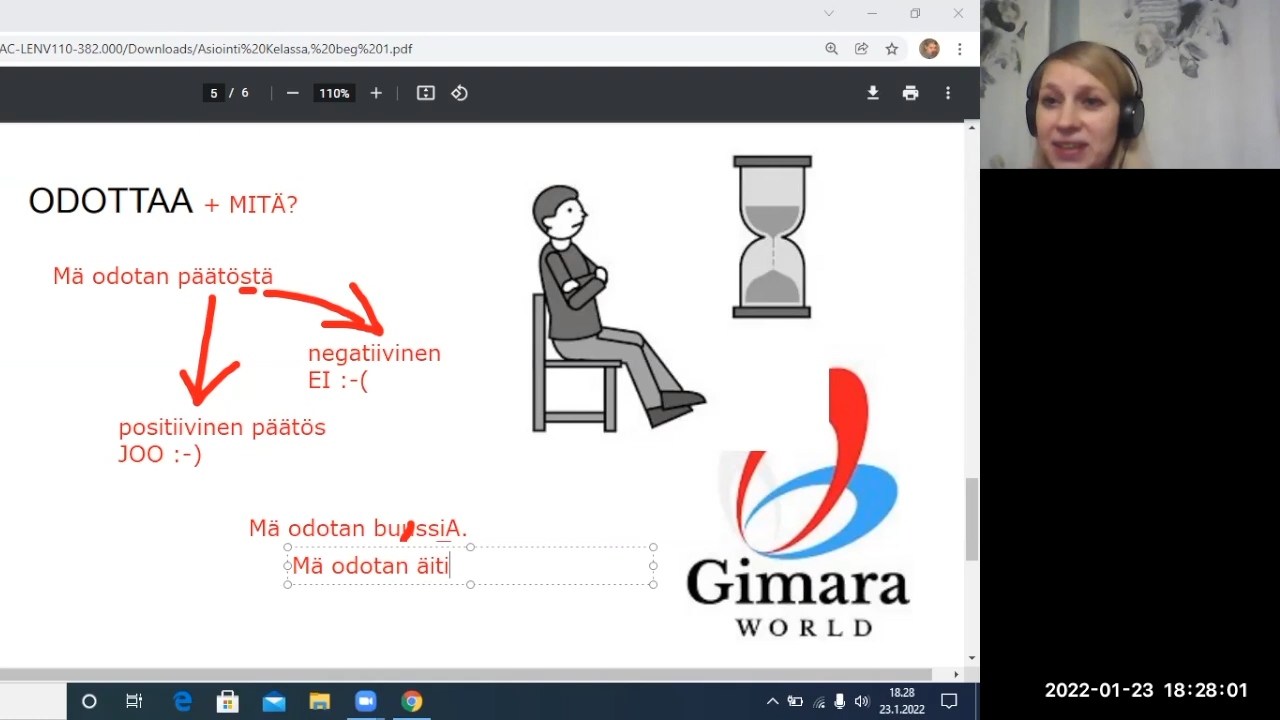 AC-LENV110-382.000/Downloads/Asiointi%20Kelassa,%20beg%201.pdf
5 / 6
110%
ODOTTAA + MITÄ?
Mä odotan päätöstä
negatiivinen
EI :-(
positiivinen päätös
JOO :-)
Mä odotan bussiA.
Mä odotan äiti
Gimara
WORLD
18.28
23.1.2022
2022-01-23 18:28:01